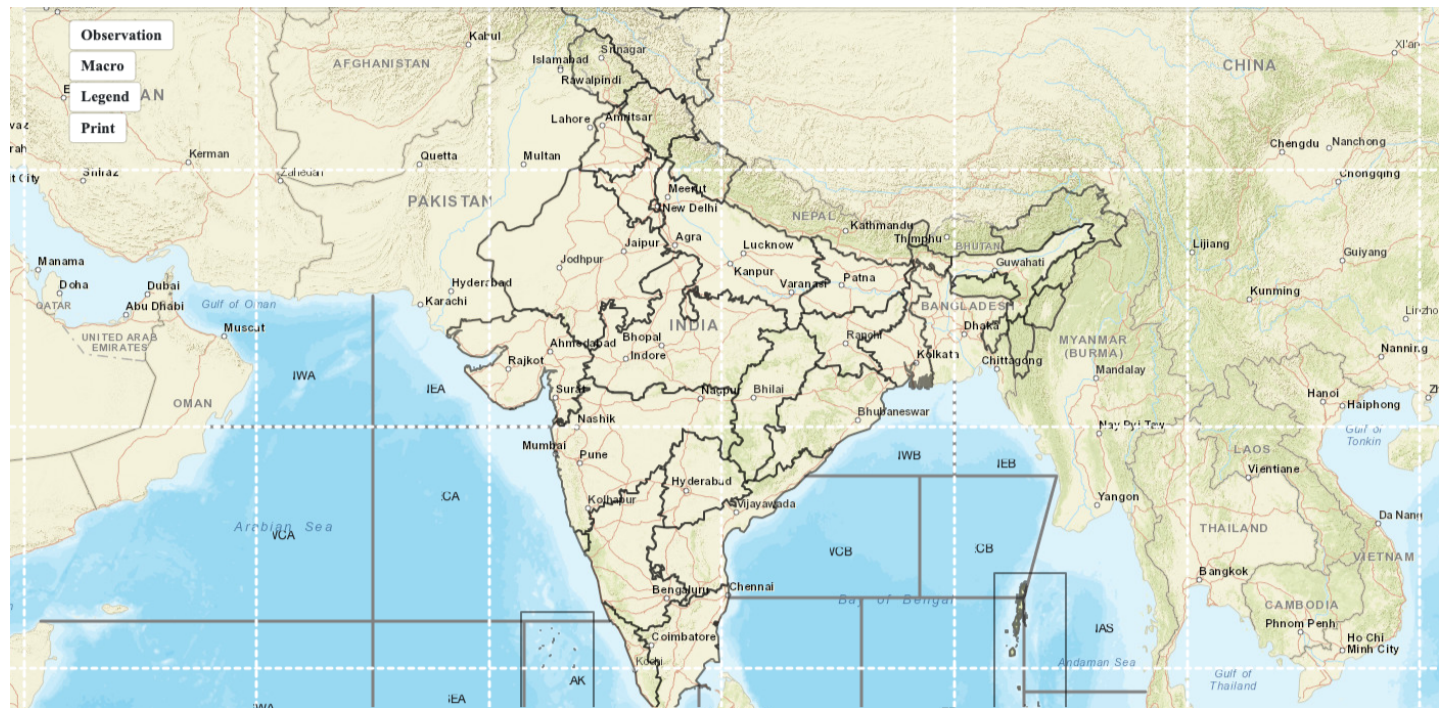 Observation
Macro
Legend
Print
Kabul
AFGHANISTAN
Srinagar
Islamabad
Rawalpindi
Lahore
Amritsar
CHINA
Chengdu
Nanchong
Chongqing
Kerman
Shiraz
Zahedan
Quetta
Multan
PAKISTAN
Meerut
New Delhi
NEPAL
Kathmandu
Thimphu
BHUTAN
Lijiang
Guiyang
Jaipur
Agra
Lucknow
Guwahati
Manama
Doha
QATAR
Dubai
Abu Dhabi
Gulf of Oman
Hyderabad
Karachi
Jodhpur
Kanpur
Varanasi
Patna
BANGLADESH
Kunming
Muscat
UNITED ARAB
EMIRATES
INDIA
Ahmedabad
Bhopal
Indore
Ranchi
Dhaka
Kolkata
Chittagong
MYANMAR
(BURMA)
Mandalay
Nanning
Rajkot
OMAN
IWA
IEA
Surat
Nagpur
Bhilai
Bhubaneswar
Hanoi
Haiphong
Gulf of
Tonkin
Nashik
Mumbai
Pune
Nay Pyi Taw
LAOS
Vientiane
IWB
IEB
Hyderabad
Vijayawada
Kolhapur
Yangon
Arabian Sea
THAILAND
Da Nang
VIETNAM
Bangkok
Bengaluru
Chennai
Bay of Bengal
CAMBODIA
Phnom Penh
Ho Chi
Minh City
Coimbatore
Kochi
IAS
Andaman Sea
AK
Gulf of
Thailand